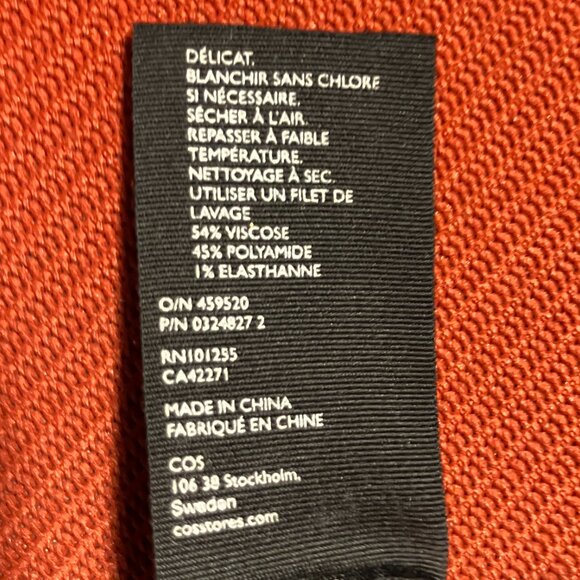 DÉLICAT.
BLANCHIR SANS CHLORE
SI NÉCESSAIRE.
SÉCHER À L'AIR.
REPASSER À FAIBLE
TEMPÉRATURE.
NETTOYAGE À SEC.
UTILISER UN FILET DE
LAVAGE
54% VISCOSE
45% POLYAMIDE
1% ELASTHANNE
O/N 459520
P/N 0324827 2
RN101255
CA42271
MADE IN CHINA
FABRIQUÉ EN CHINE
COS
106 38 Stockholm,
Sweden
cosstores.com